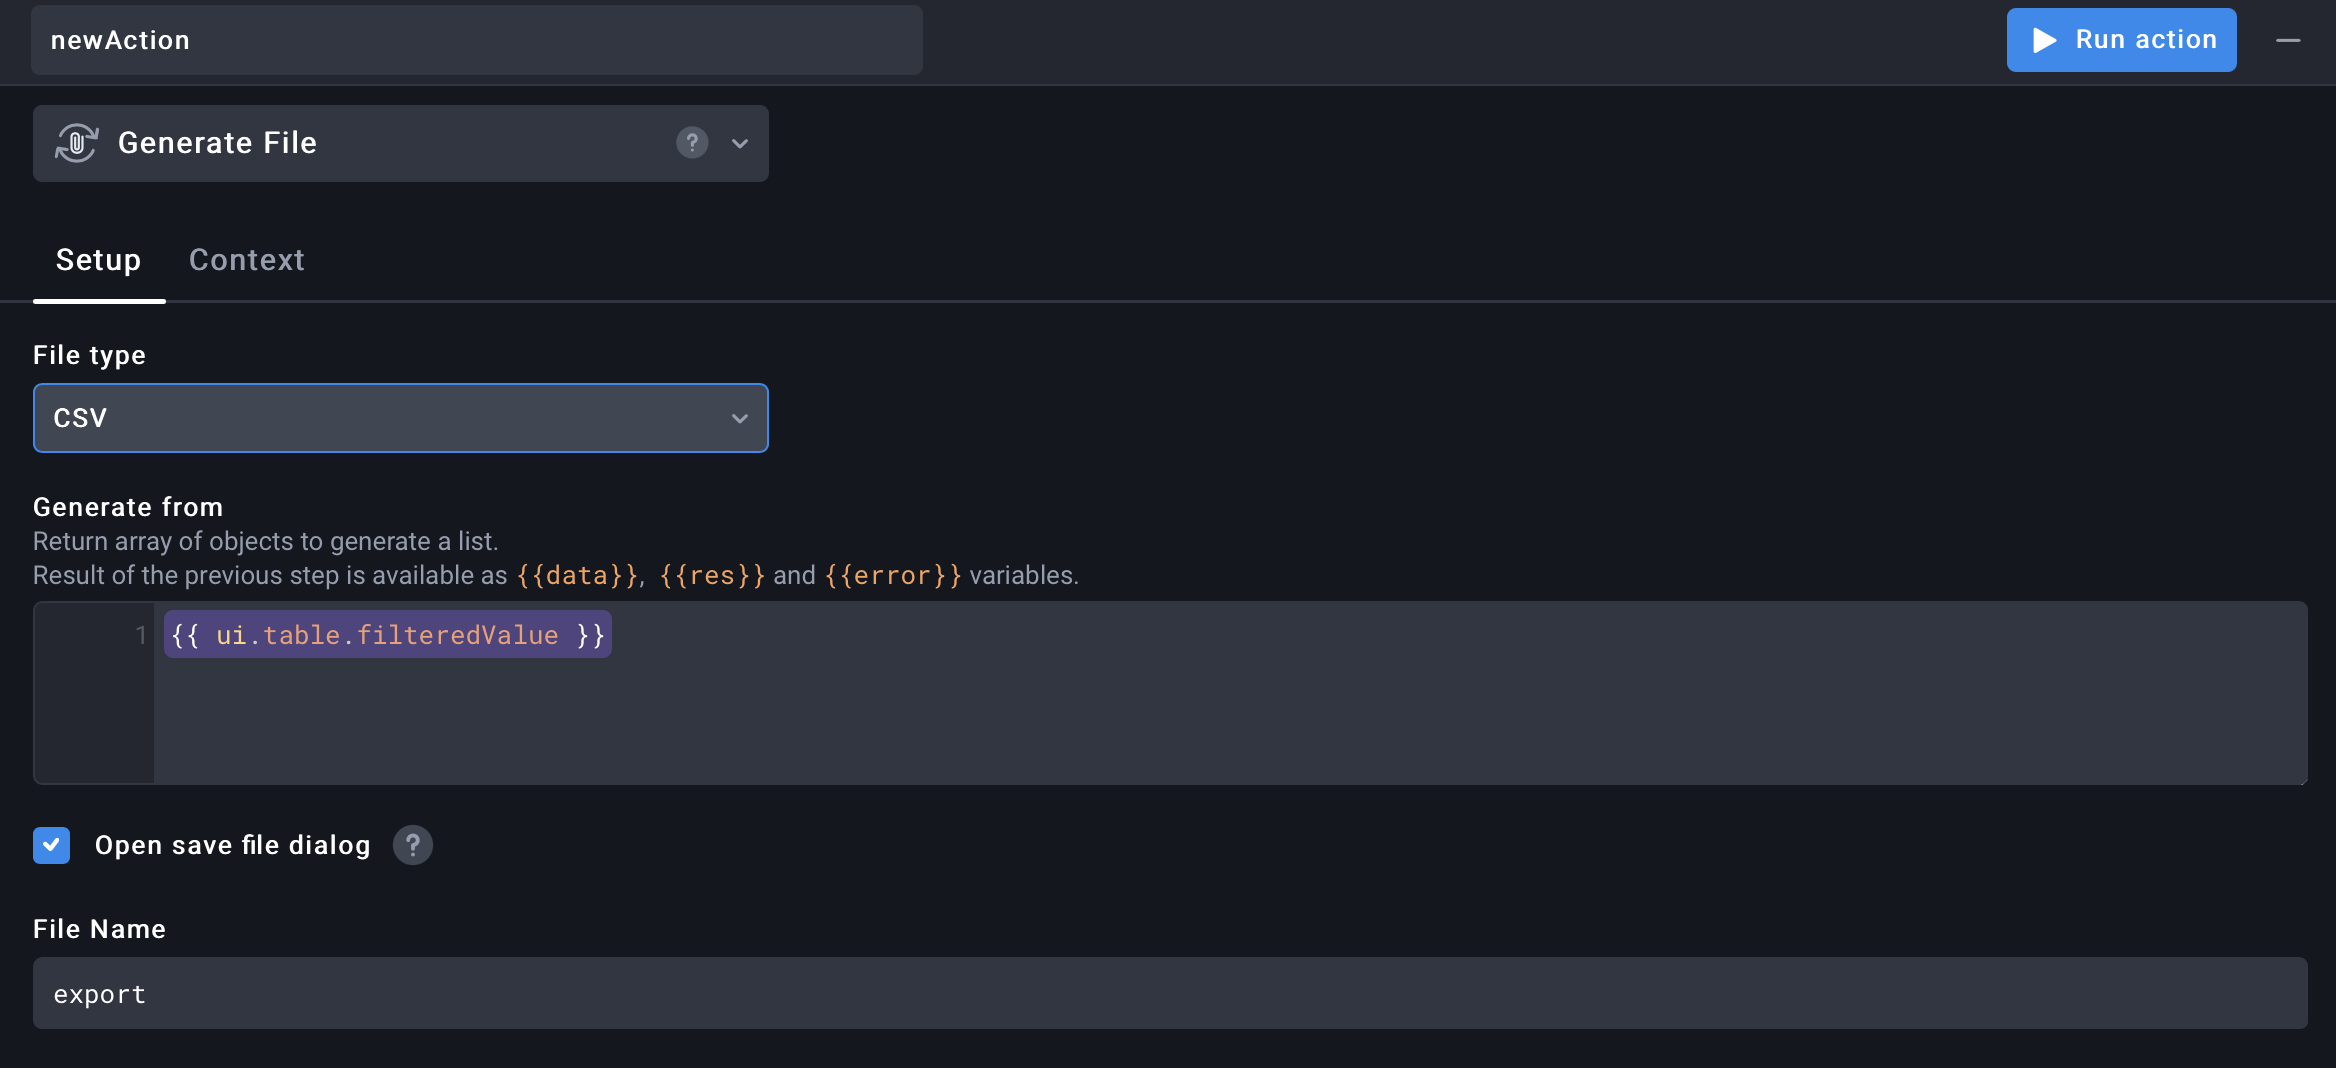 newAction
Run action
Generate File
?
Setup Context
File type
CSV
Generate from
Return array of objects to generate a list.
Result of the previous step is available as {{data}}, {{res}} and {{error}} variables.
1 {{ ui.table.filteredValue }}
Open save file dialog ?
File Name
export